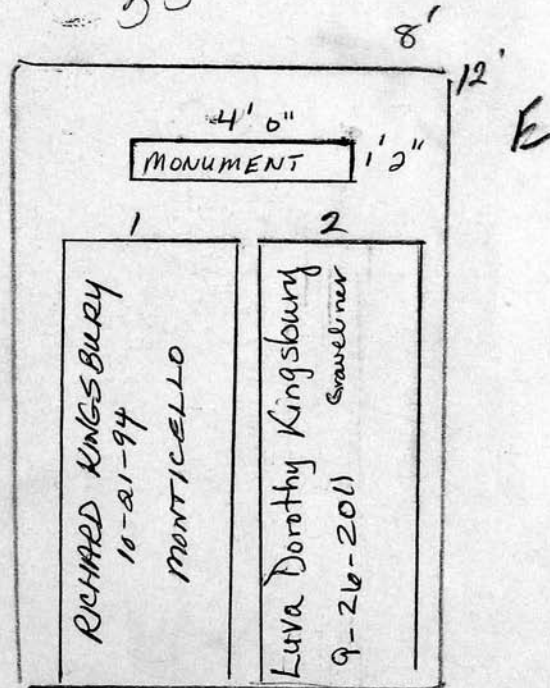 8'
12'
E
4' 0"
MONUMENT
1' 2"
1
2
RICHARD KINGSBURY
10-21-94
MONTICELLO
Luva Dorothy Kingsbury
Graveliner
9-26-2011